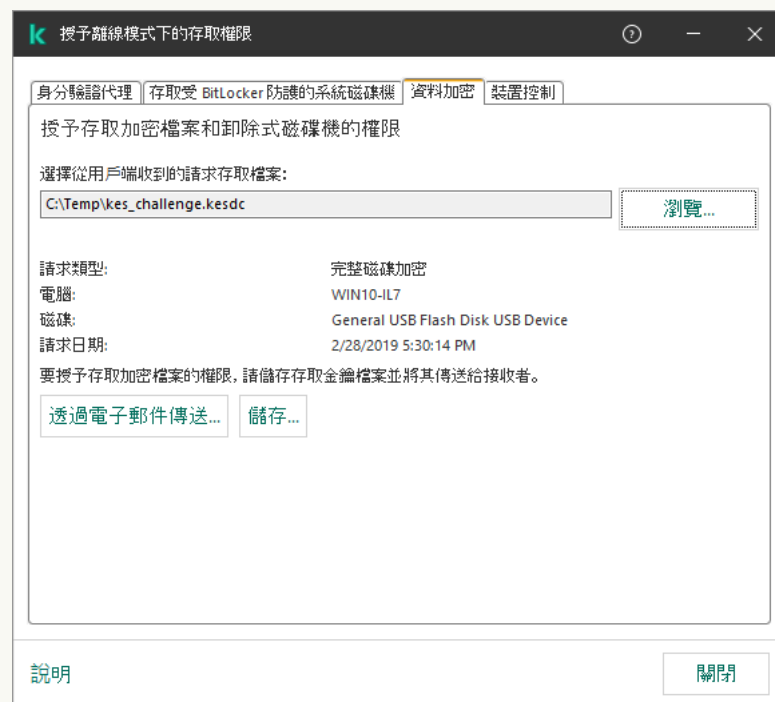 授予離線模式下的存取權限
身分驗證代理 存取受 BitLocker 防護的系統磁碟機 資料加密 裝置控制
授予存取加密檔案和卸除式磁碟機的權限
選擇從用戶端收到的請求存取檔案:
C:\Temp\kes_challenge.kesdc 瀏覽...
請求類型: 完整磁碟加密
電腦: WIN10-IL7
磁碟: General USB Flash Disk USB Device
請求日期: 2/28/2019 5:30:14 PM
要授予存取加密檔案的權限, 請儲存存取金鑰檔案並將其傳送給接收者。
透過電子郵件傳送... 儲存...
說明 關閉